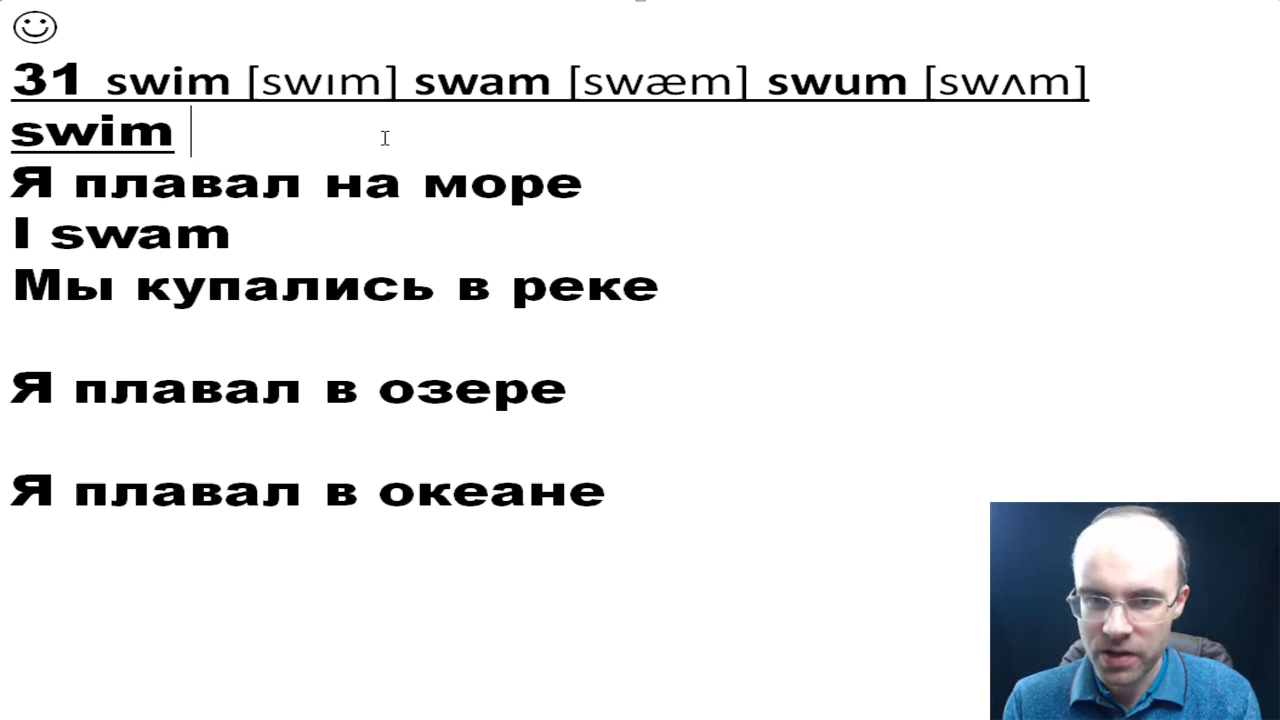 31 swim [swɪm] swam [swæm] swum [swʌm]
swim
Я плавал на море
I swam
Мы купались в реке
Я плавал в озере
Я плавал в океане